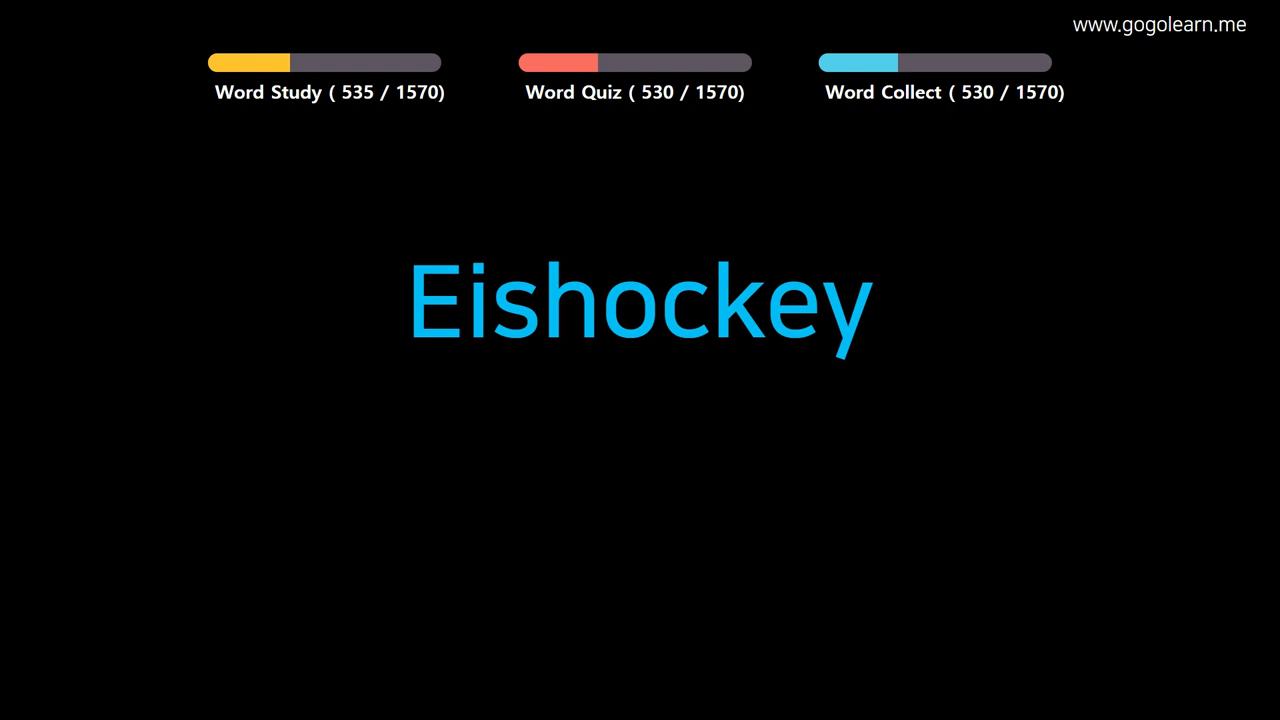 www.gogolearn.me
Word Study ( 535 / 1570)
Word Quiz ( 530 / 1570)
Word Collect ( 530 / 1570)
Eishockey